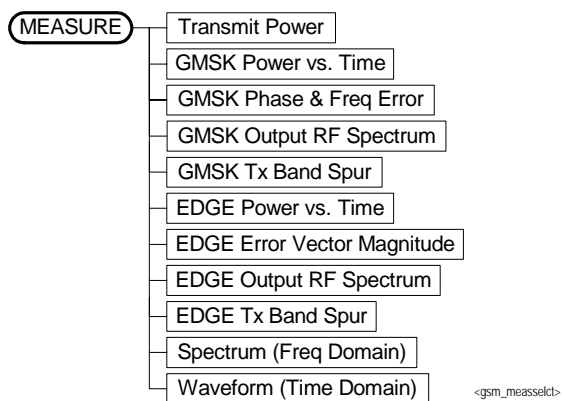 MEASURE
Transmit Power
GMSK Power vs. Time
GMSK Phase & Freq Error
GMSK Output RF Spectrum
GMSK Tx Band Spur
EDGE Power vs. Time
EDGE Error Vector Magnitude
EDGE Output RF Spectrum
EDGE Tx Band Spur
Spectrum (Freq Domain)
Waveform (Time Domain)
<gsm_measselct>